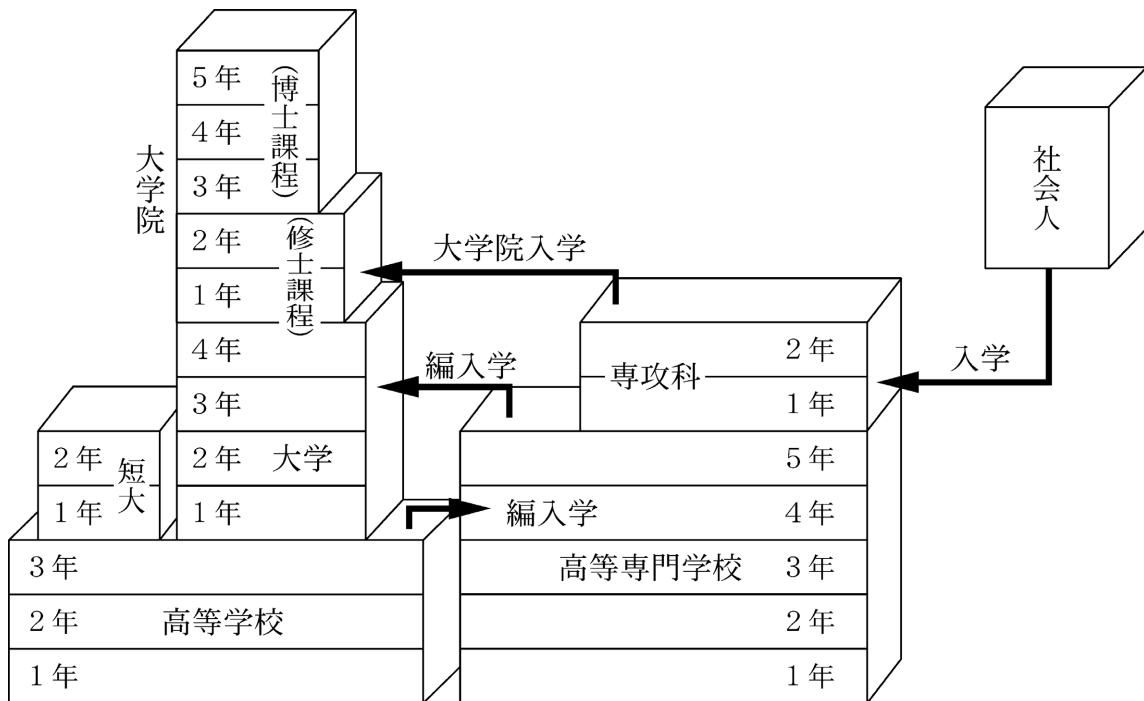 大学院
5年
4年
3年
(博士課程)
2年
1年
(修士課程)
4年
3年
2年 大学
1年
2年
1年
短大
3年
2年 高等学校
1年
大学院入学
編入学
編入学
社会人
入学
専攻科
2年
1年
5年
4年
高等専門学校 3年
2年
1年